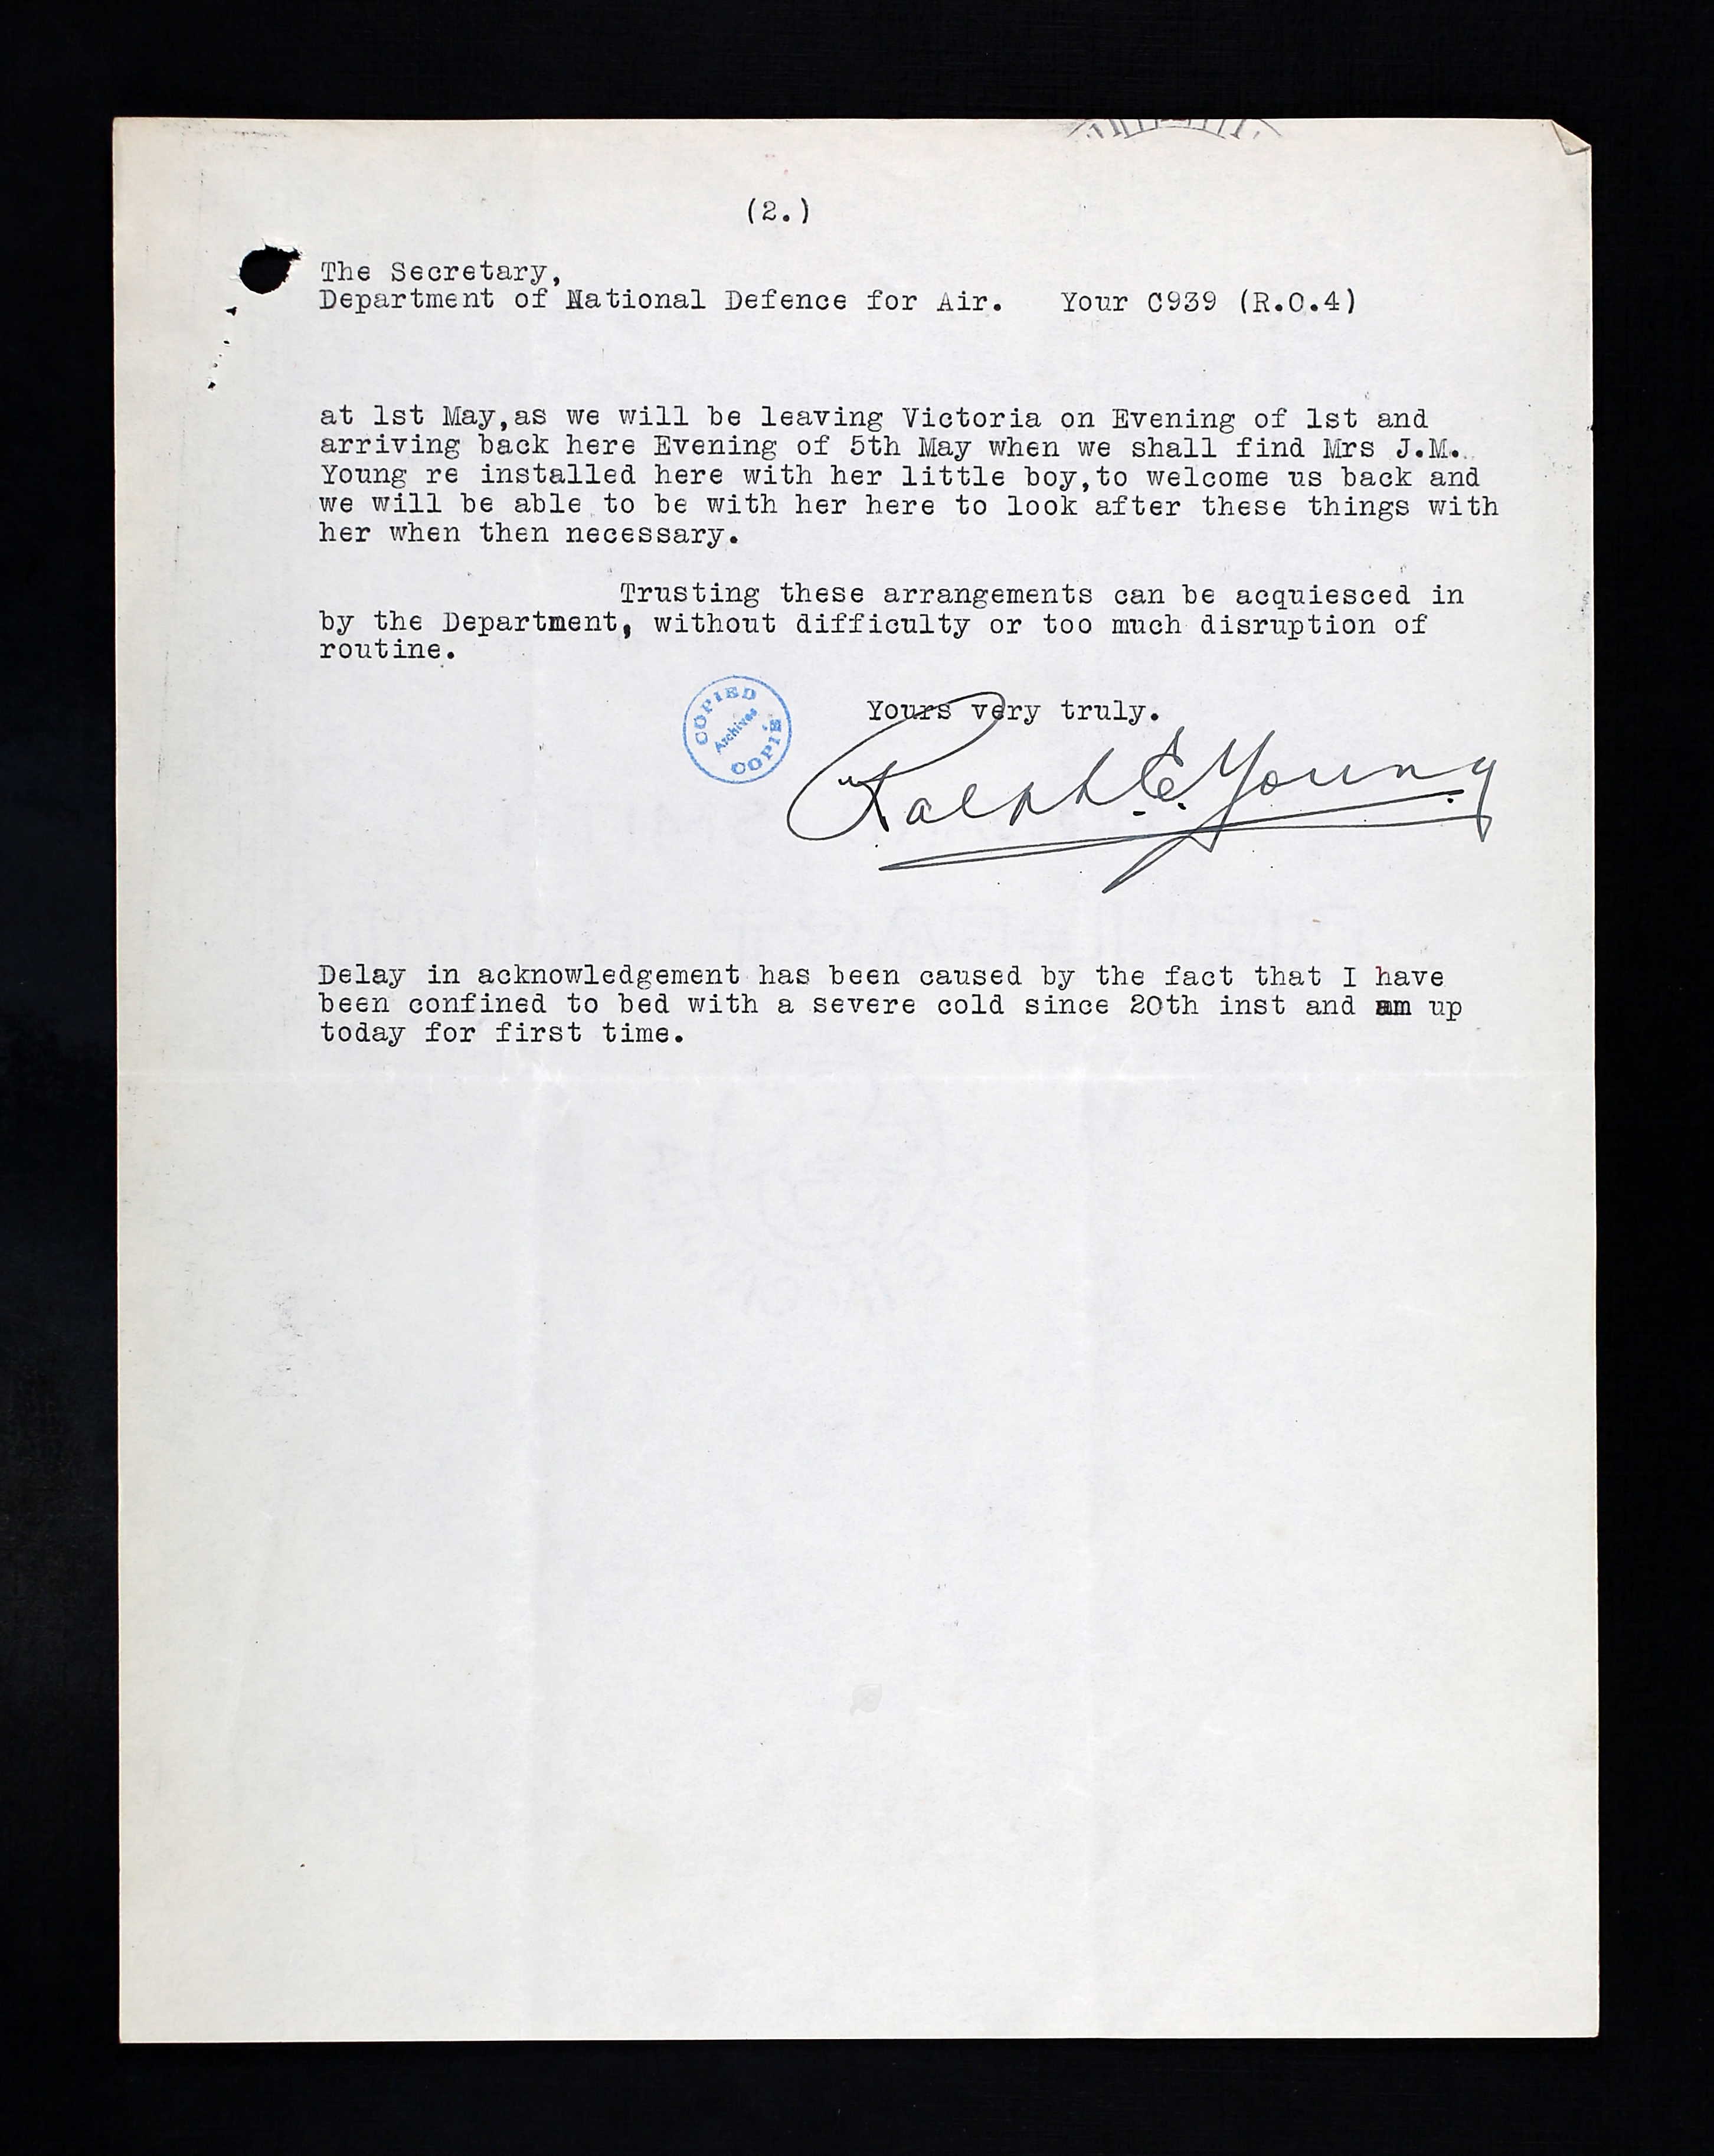 (2.)
The Secretary,
Department of National Defence for Air. Your C939 (R.O.4)
at 1st May,as we will be leaving Victoria on Evening of 1st and
arriving back here Evening of 5th May when we shall find Mrs J.M.
Young re installed here with her little boy,to welcome us back and
we will be able to be with her here to look after these things with
her when then necessary.
Trusting these arrangements can be acquiesced in
by the Department, without difficulty or too much disruption of
routine.
COPIED
Archives
COPIÉ
Yours very truly.
Ralph E. Young
Delay in acknowledgement has been caused by the fact that I have
been confined to bed with a severe cold since 20th inst and am up
today for first time.